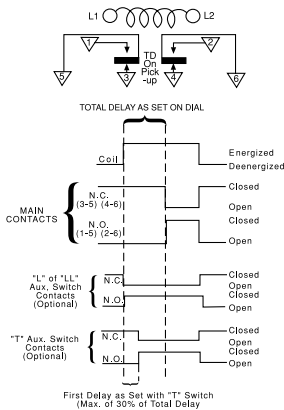 L1 L2
1 2
TD
On
Pick
-up
5 3 4 6
TOTAL DELAY AS SET ON DIAL
Coil
Energized
Deenergized
MAIN
CONTACTS
N.C.
(3-5) (4-6)
Closed
Open
N.O.
(1-5) (2-6)
Closed
Open
"L" of "LL"
Aux, Switch
Contacts
(Optional)
N.C.
Closed
Open
N.O.
Closed
Open
"T" Aux. Switch
Contacts
(Optional)
N.C.
Closed
Open
N.O.
Closed
Open
First Delay as Set with "T" Switch
(Max. of 30% of Total Delay